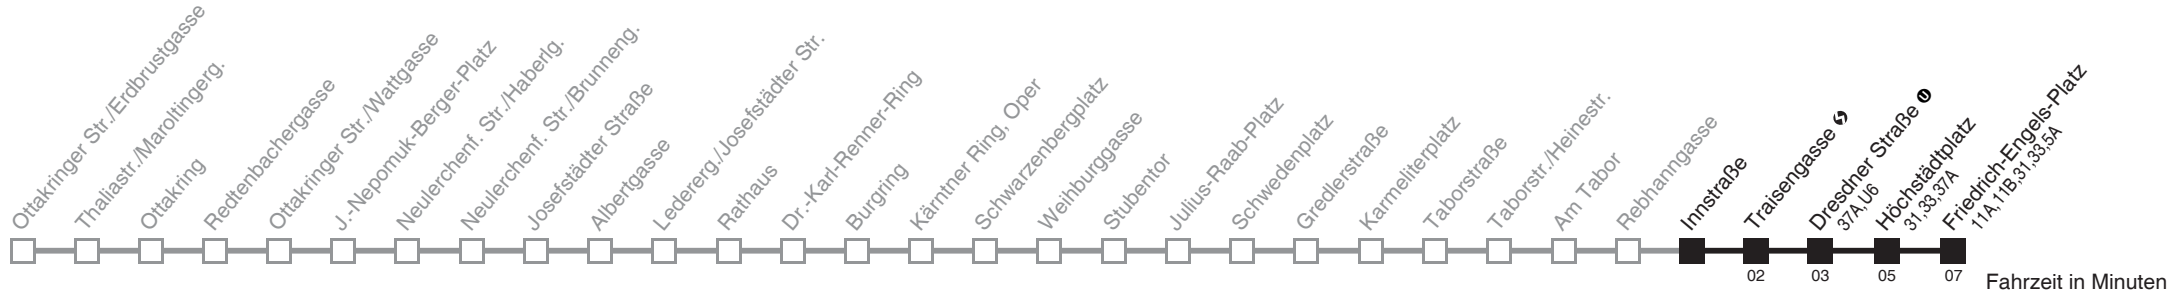 Ottakringer Str./Erdbrustgasse
Thaliastr./Maroltingerg.
Ottakring
Redtenbachergasse
Ottakringer Str./Wattgasse
J.-Nepomuk-Berger-Platz
Neulerchenf. Str./Haberlg.
Neulerchenf. Str./Brunneng.
Josefstädter Straße
Albertgasse
Ledererg./Josefstädter Str.
Rathaus
Dr.-Karl-Renner-Ring
Burgring
Kärntner Ring, Oper
Schwarzenbergplatz
Weihburggasse
Stubentor
Julius-Raab-Platz
Schwedenplatz
Gredlerstraße
Karmeliterplatz
Taborstraße
Taborstr./Heinestr.
Am Tabor
Rebhanngasse
Innstraße
Traisengasse S
Dresdner Straße U
37A,U6
Höchstädtplatz
31,33,37A
Friedrich-Engels-Platz
11A,11B,31,33,5A
02
03
05
07
Fahrzeit in Minuten